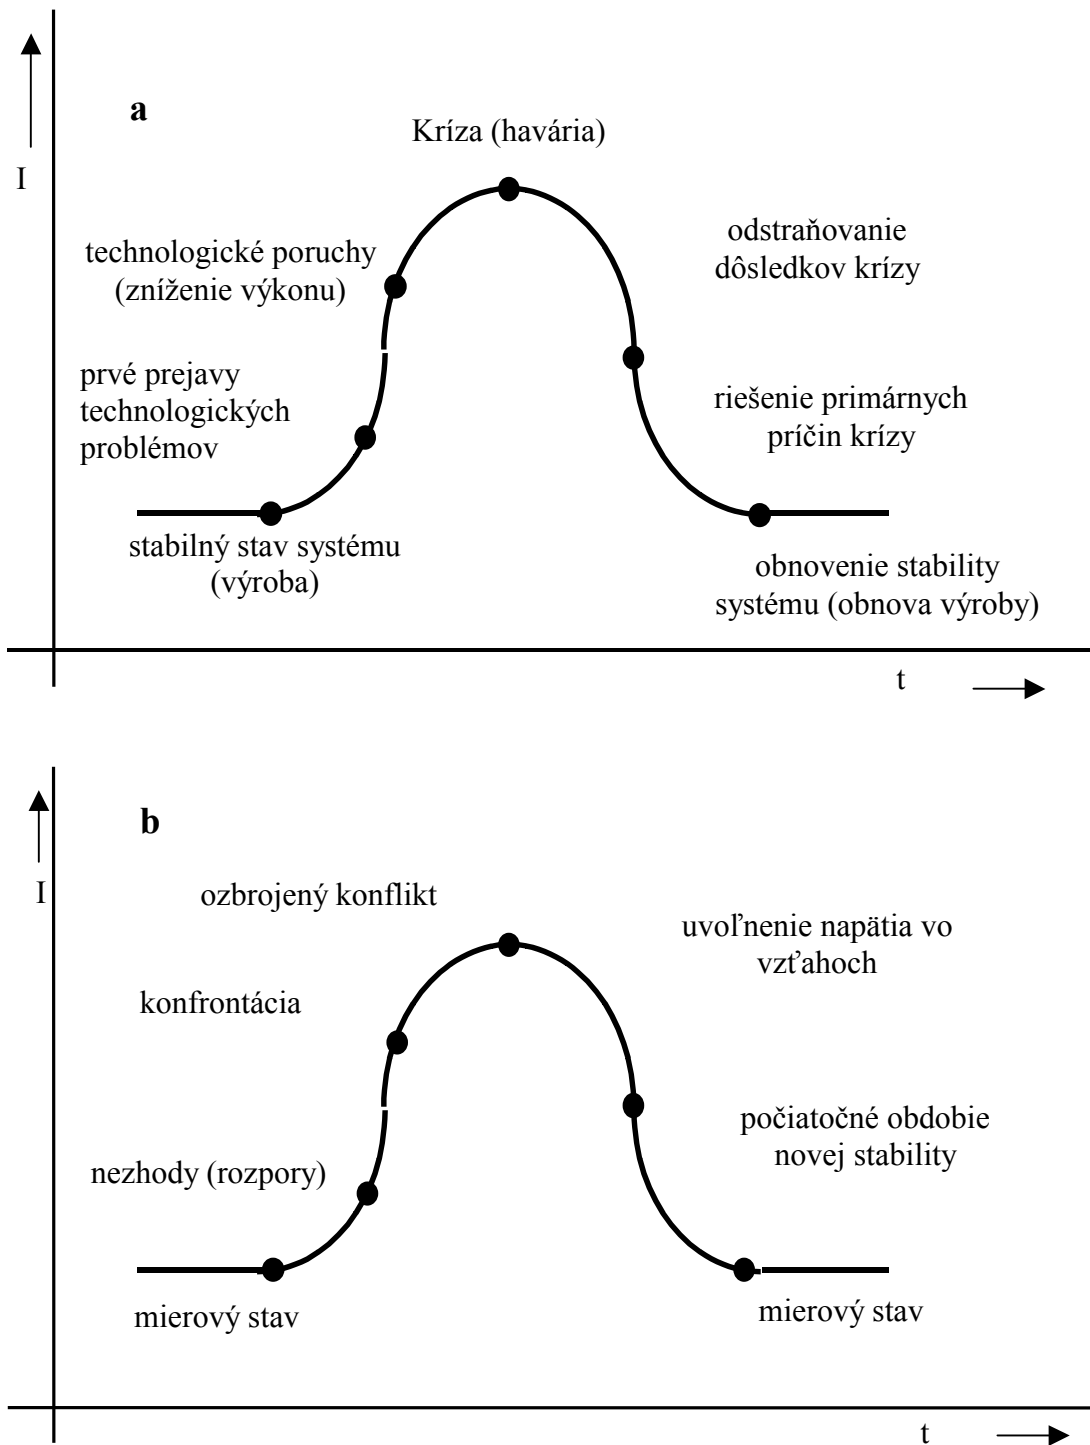 a
Kríza (havária)
I
technologické poruchy
(zníženie výkonu)
odstraňovanie
dôsledkov krízy
prvé prejavy
technologických
problémov
riešenie primárnych
príčin krízy
stabilný stav systému
(výroba)
obnovenie stability
systému (obnova výroby)
t
b
I
ozbrojený konflikt
uvoľnenie napätia vo
vzťahoch
konfrontácia
počiatočné obdobie
novej stability
nezhody (rozpory)
mierový stav
mierový stav
t